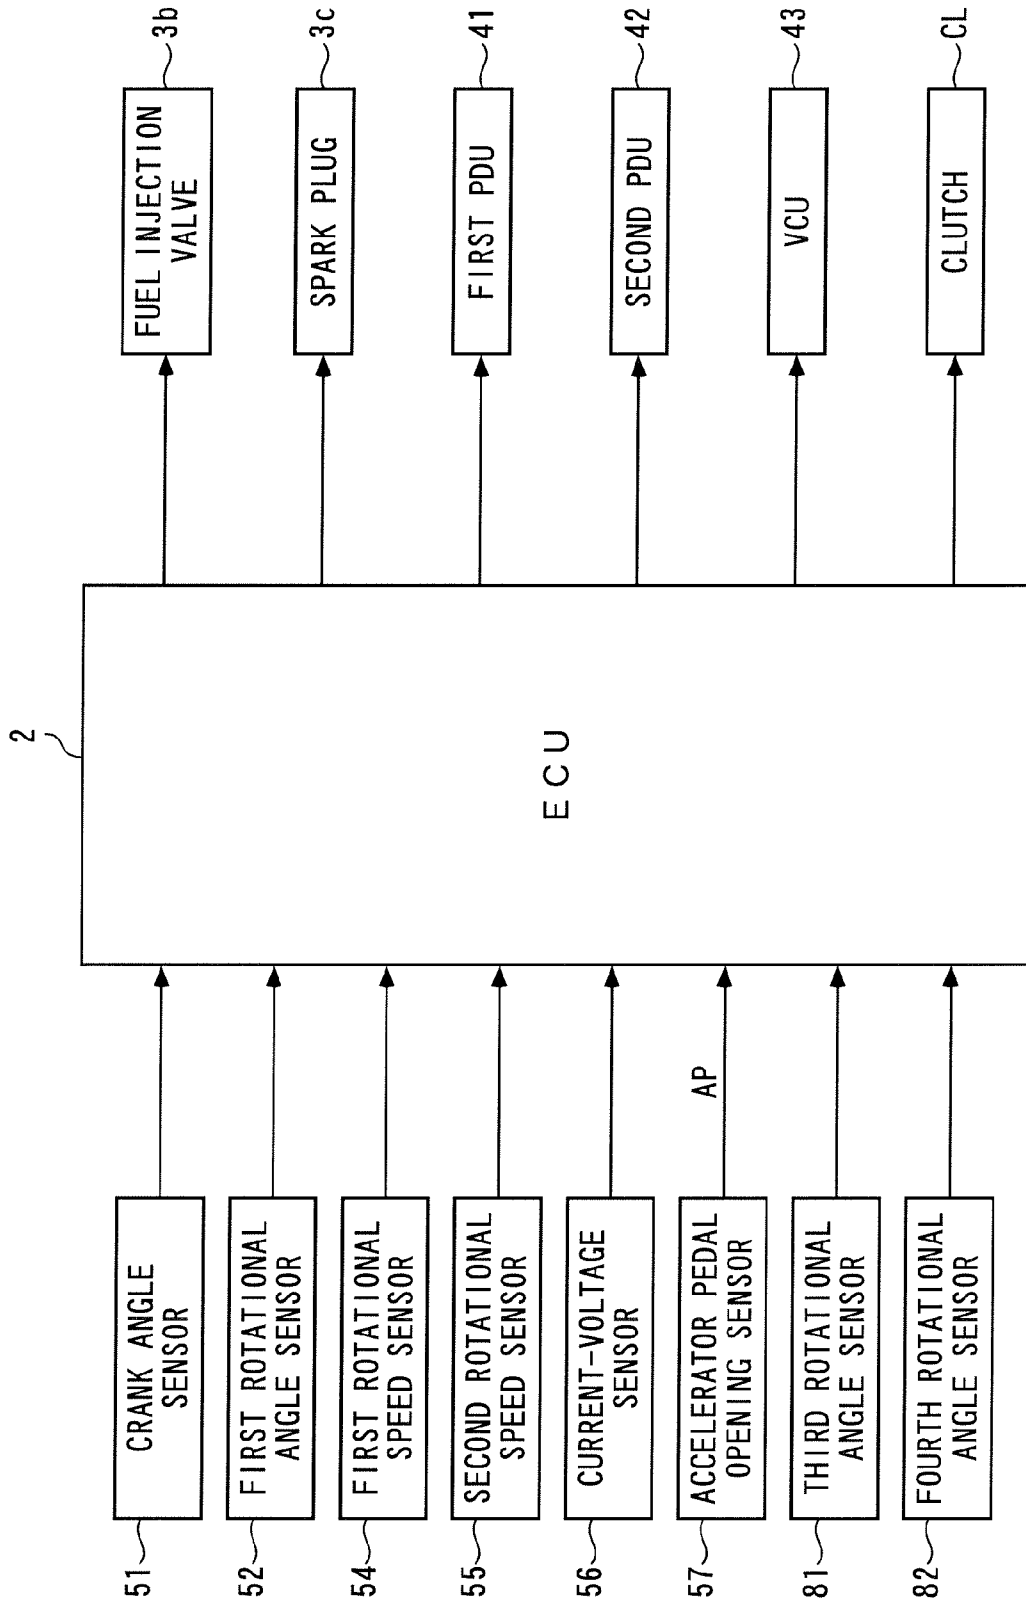 51
CRANK ANGLE
SENSOR
52
FIRST ROTATIONAL
ANGLE SENSOR
54
FIRST ROTATIONAL
SPEED SENSOR
55
SECOND ROTATIONAL
SPEED SENSOR
56
CURRENT-VOLTAGE
SENSOR
57
ACCELERATOR PEDAL
OPENING SENSOR
AP
81
THIRD ROTATIONAL
ANGLE SENSOR
82
FOURTH ROTATIONAL
ANGLE SENSOR
2
ECU
FUEL INJECTION
VALVE
3b
SPARK PLUG
3c
FIRST PDU
41
SECOND PDU
42
VCU
43
CLUTCH
CL